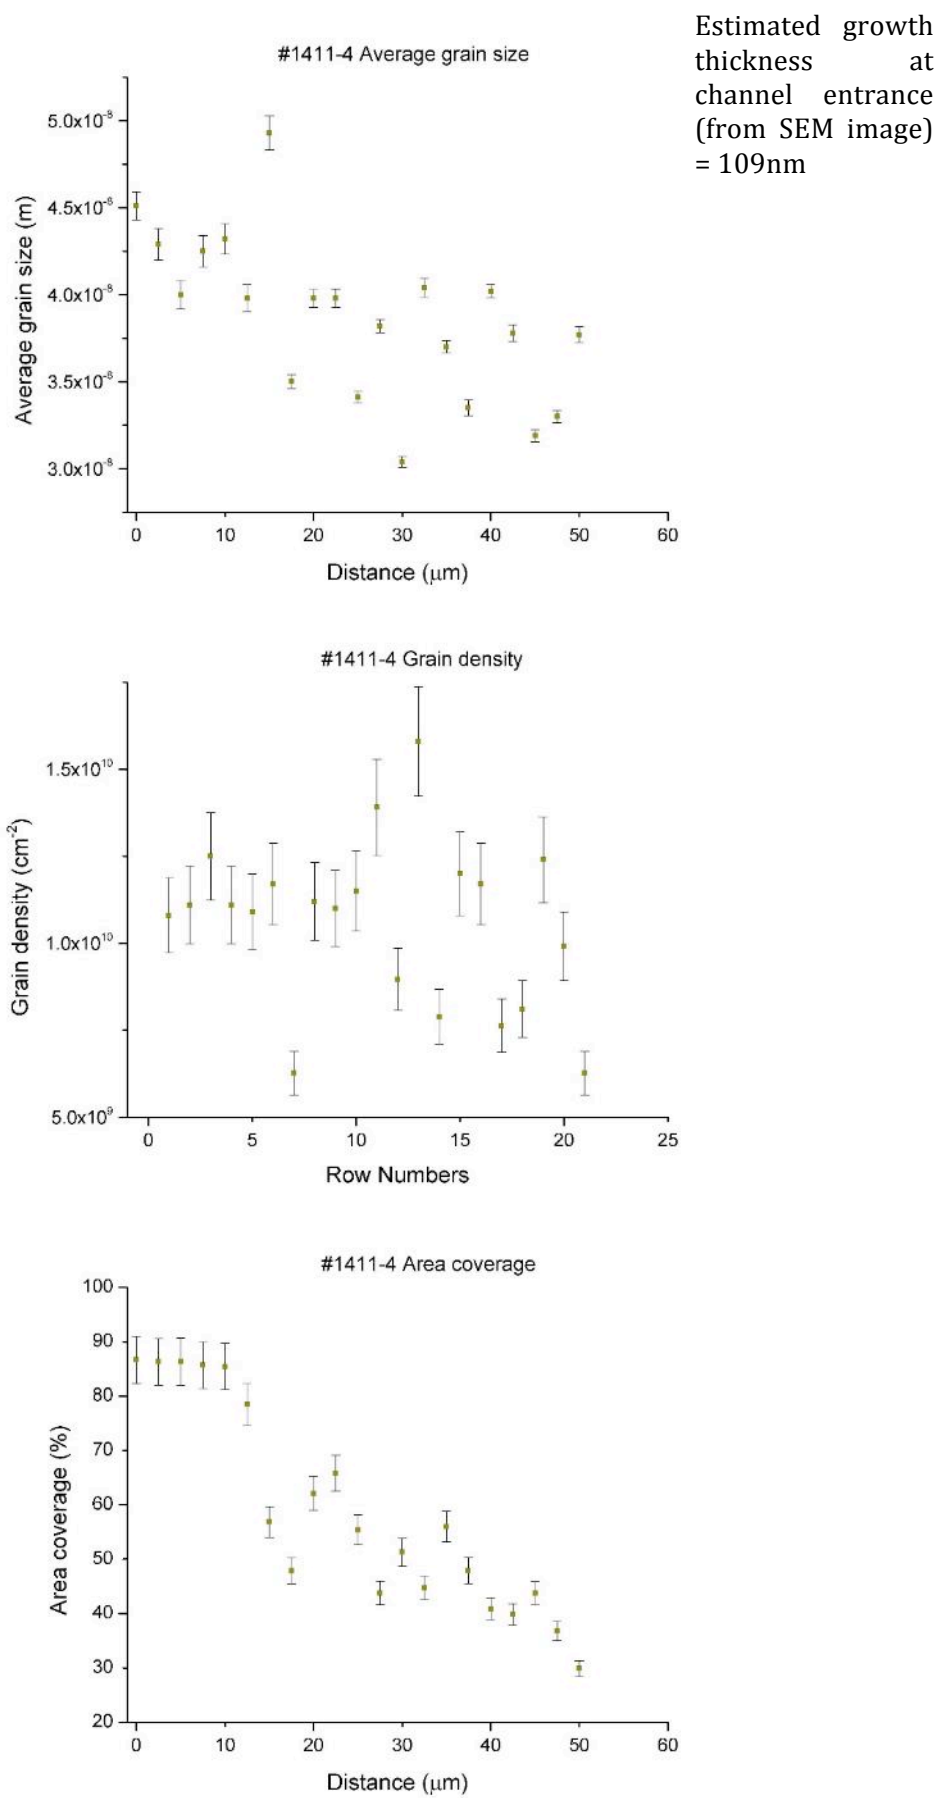 Estimated growth
thickness at
channel entrance
(from SEM image)
= 109nm
#1411-4 Average grain size
5.0x10⁻⁸
4.5x10⁻⁸
4.0x10⁻⁸
3.5x10⁻⁸
3.0x10⁻⁸
Average grain size (m)
0 10 20 30 40 50 60
Distance (μm)
#1411-4 Grain density
1.5x10¹⁰
1.0x10¹⁰
5.0x10⁹
Grain density (cm⁻²)
0 5 10 15 20 25
Row Numbers
#1411-4 Area coverage
100
90
80
70
60
50
40
30
20
Area coverage (%)
0 10 20 30 40 50 60
Distance (μm)